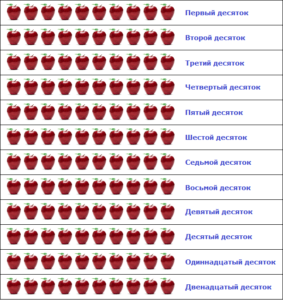 Первый десяток
Второй десяток
Третий десяток
Четвертый десяток
Пятый десяток
Шестой десяток
Седьмой десяток
Восьмой десяток
Девятый десяток
Десятый десяток
Одиннадцатый десяток
Двенадцатый десяток